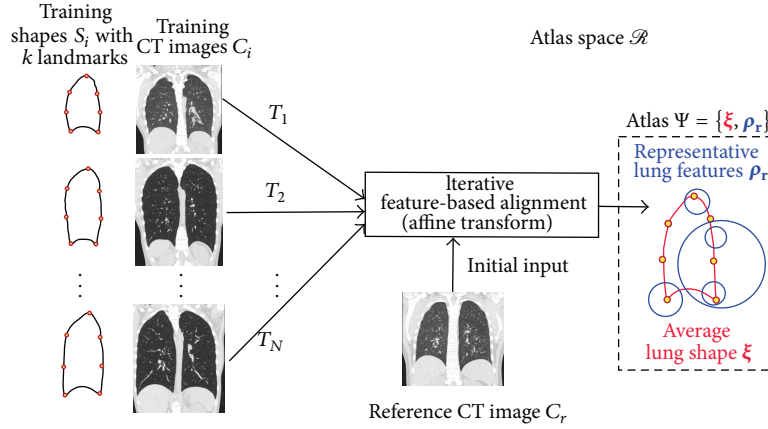 Training
shapes S_i with
k landmarks
Training
CT images C_i
Atlas space ℛ
T_1
T_2
T_N
Iterative
feature-based alignment
(affine transform)
Initial input
Reference CT image C_r
Atlas Ψ = {ξ, ρ_r}
Representative
lung features ρ_r
Average
lung shape ξ